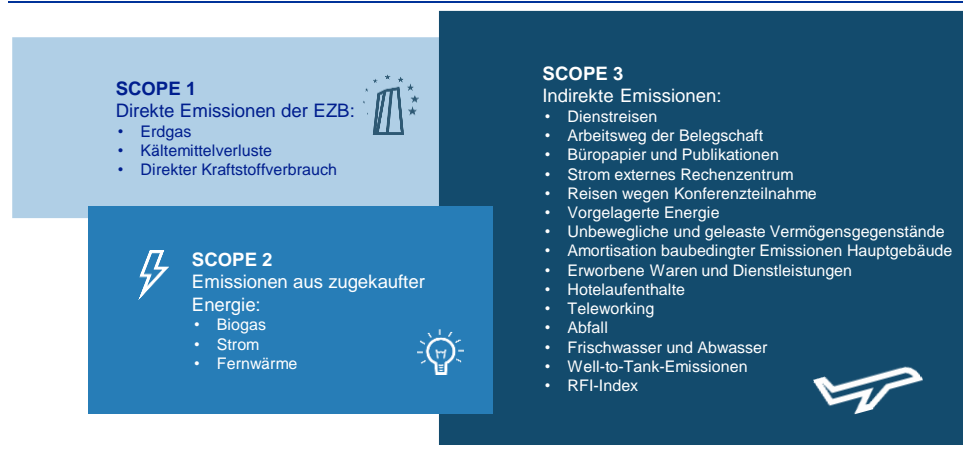 SCOPE 1
Direkte Emissionen der EZB:
• Erdgas
• Kältemittelverluste
• Direkter Kraftstoffverbrauch
SCOPE 2
Emissionen aus zugekaufter
Energie:
• Biogas
• Strom
• Fernwärme
SCOPE 3
Indirekte Emissionen:
• Dienstreisen
• Arbeitsweg der Belegschaft
• Büropapier und Publikationen
• Strom externes Rechenzentrum
• Reisen wegen Konferenzteilnahme
• Vorgelagerte Energie
• Unbewegliche und geleaste Vermögensgegenstände
• Amortisation baubedingter Emissionen Hauptgebäude
• Erworbene Waren und Dienstleistungen
• Hotelaufenthalte
• Teleworking
• Abfall
• Frischwasser und Abwasser
• Well-to-Tank-Emissionen
• RFI-Index